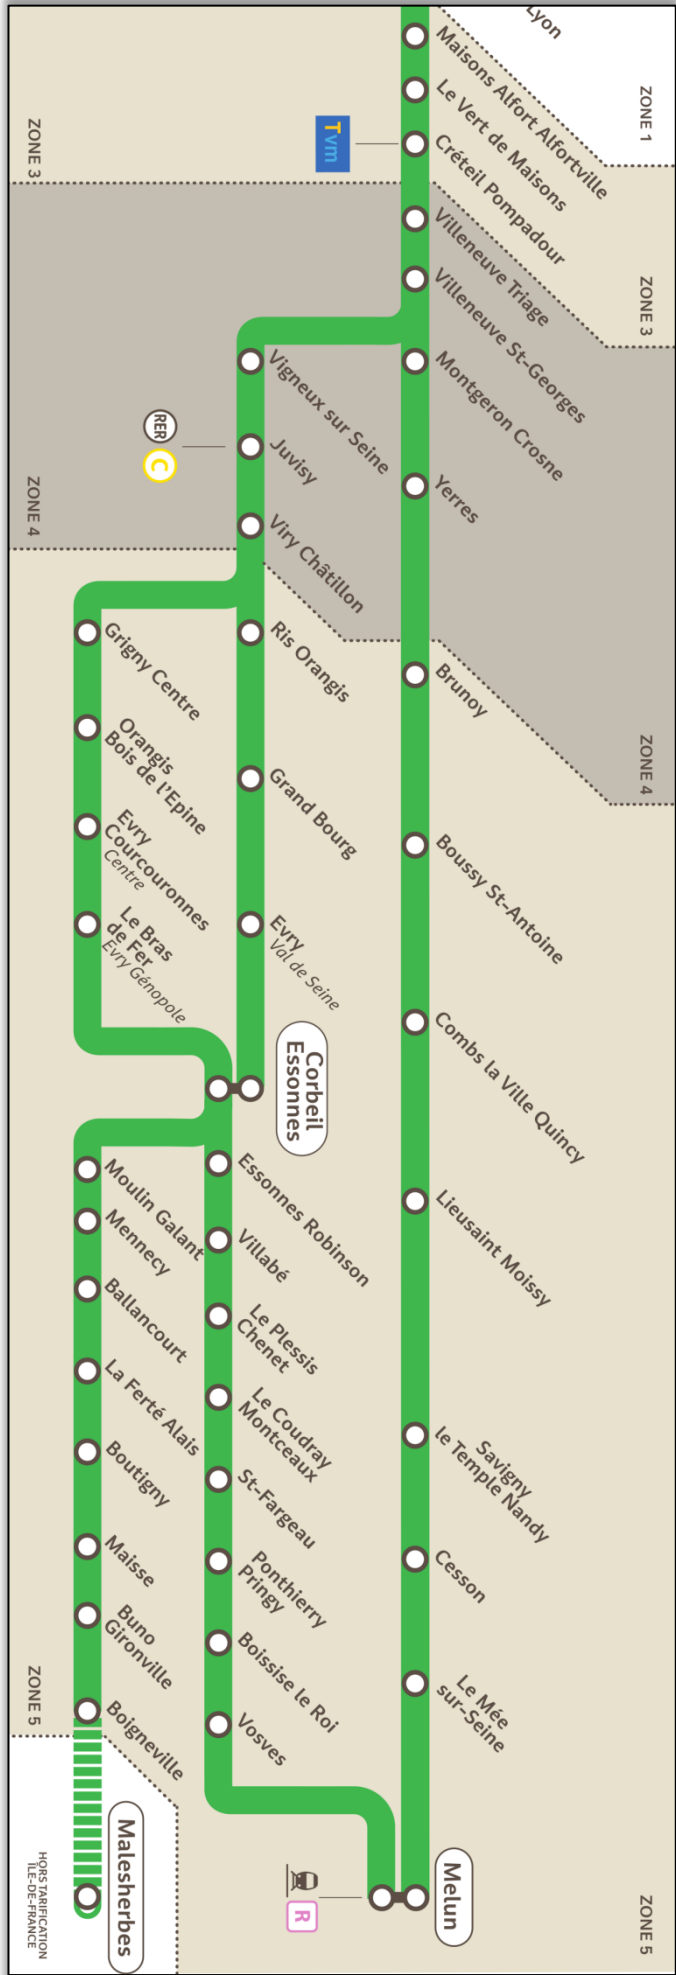 Lyon
ZONE 1
Maisons Alfort Alfortville
Le Vert de Maisons
Créteil Pompadour
Tvm
ZONE 3
ZONE 3
Villeneuve Triage
Villeneuve St-Georges
Montgeron Crosne
Yerres
Vigneux sur Seine
Juvisy
RER C
Viry Châtillon
ZONE 4
ZONE 4
Brunoy
Boussy St-Antoine
Combs la Ville Quincy
Lieusaint Moissy
Savigny
le Temple Nandy
Cesson
Le Mée
sur-Seine
Melun
R
ZONE 5
Ris Orangis
Grand Bourg
Evry
Val de Seine
Corbeil
Essonnes
Grigny Centre
Orangis
Bois de l'Epine
Evry
Courcouronnes
Centre
Le Bras
de Fer
Evry Génopole
Essonnes Robinson
Villabé
Le Plessis
Chenet
Le Coudray
Montceaux
St-Fargeau
Ponthierry
Pringy
Boissise le Roi
Vosves
Moulin Galant
Mennecy
Ballancourt
La Ferté Alais
Boutigny
Maisse
Buno
Gironville
Boigneville
Malesherbes
ZONE 5
HORS TARIFICATION
ÎLE-DE-FRANCE